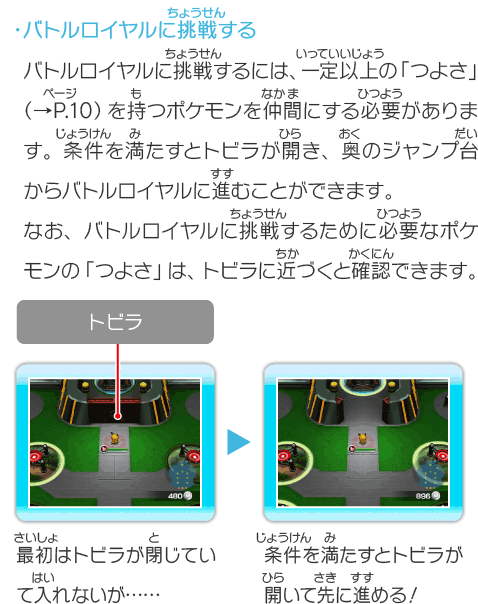 ・バトルロイヤルに挑戦する
バトルロイヤルに挑戦するには、一定以上の「つよさ」
（→P.10）を持つポケモンを仲間にする必要がありま
す。条件を満たすとトビラが開き、奥のジャンプ台
からバトルロイヤルに進むことができます。
なお、バトルロイヤルに挑戦するために必要なポケ
モンの「つよさ」は、トビラに近づくと確認できます。
トビラ
480
896
最初はトビラが閉じてい
て入れないが……
条件を満たすとトビラが
開いて先に進める！